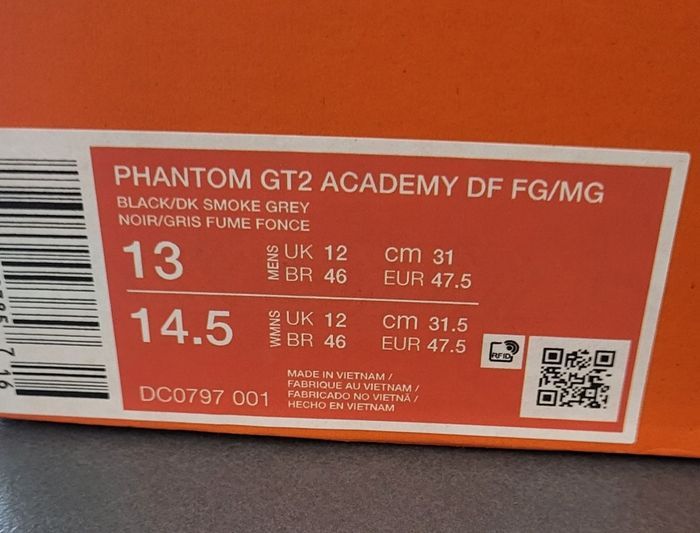 PHANTOM GT2 ACADEMY DF FG/MG
BLACK/DK SMOKE GREY
NOIR/GRIS FUME FONCE
13 MENS UK 12 cm 31
BR 46 EUR 47.5
14.5 WMNS UK 12 cm 31.5
BR 46 EUR 47.5
RFID
DC0797 001
MADE IN VIETNAM /
FABRIQUE AU VIETNAM /
FABRICADO NO VIETNÃ /
HECHO EN VIETNAM
7 16